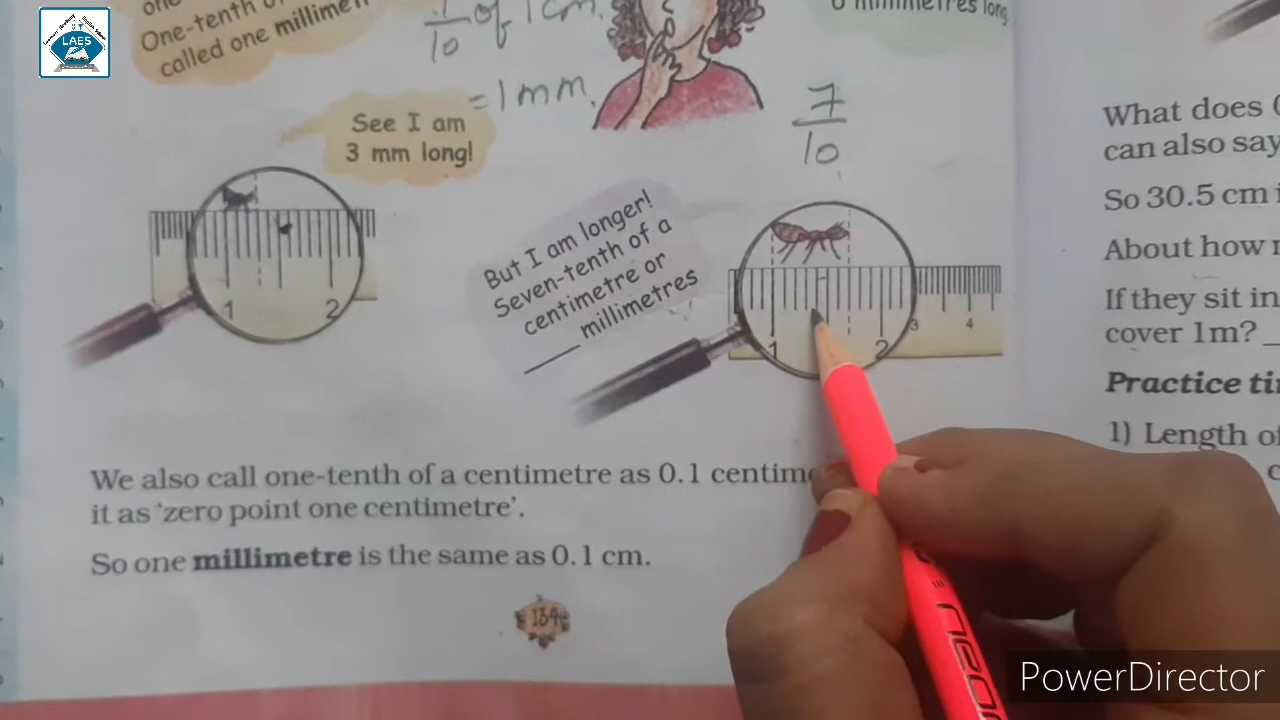 LAES
one
One-tenth of
called one millimet
1/10 of 1cm.
=1mm.
millimetres long.
See I am
3 mm long!
7/10
But I am longer!
Seven-tenth of a
centimetre or
____ millimetres
1 2
1 2 3 4
We also call one-tenth of a centimetre as 0.1 centime
it as 'zero point one centimetre'.
So one millimetre is the same as 0.1 cm.
134
What does
can also say
So 30.5 cm i
About how
If they sit in
cover 1m? _
Practice ti
1) Length of
c
neon
PowerDirector